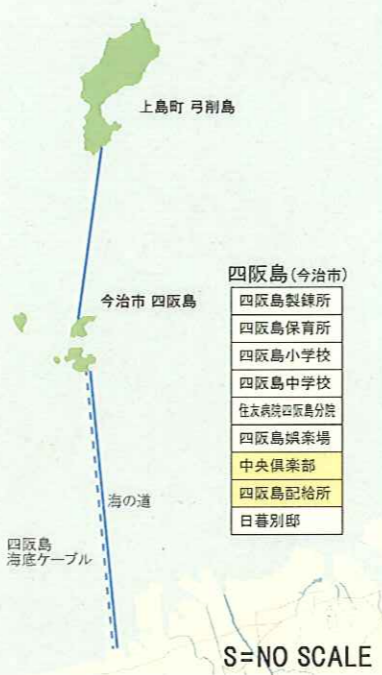 上島町 弓削島
今治市 四阪島
四阪島(今治市)
四阪島製錬所
四阪島保育所
四阪島小学校
四阪島中学校
住友病院四阪島分院
四阪島娯楽場
中央倶楽部
四阪島配給所
日暮別邸
海の道
四阪島
海底ケーブル
S=NO SCALE